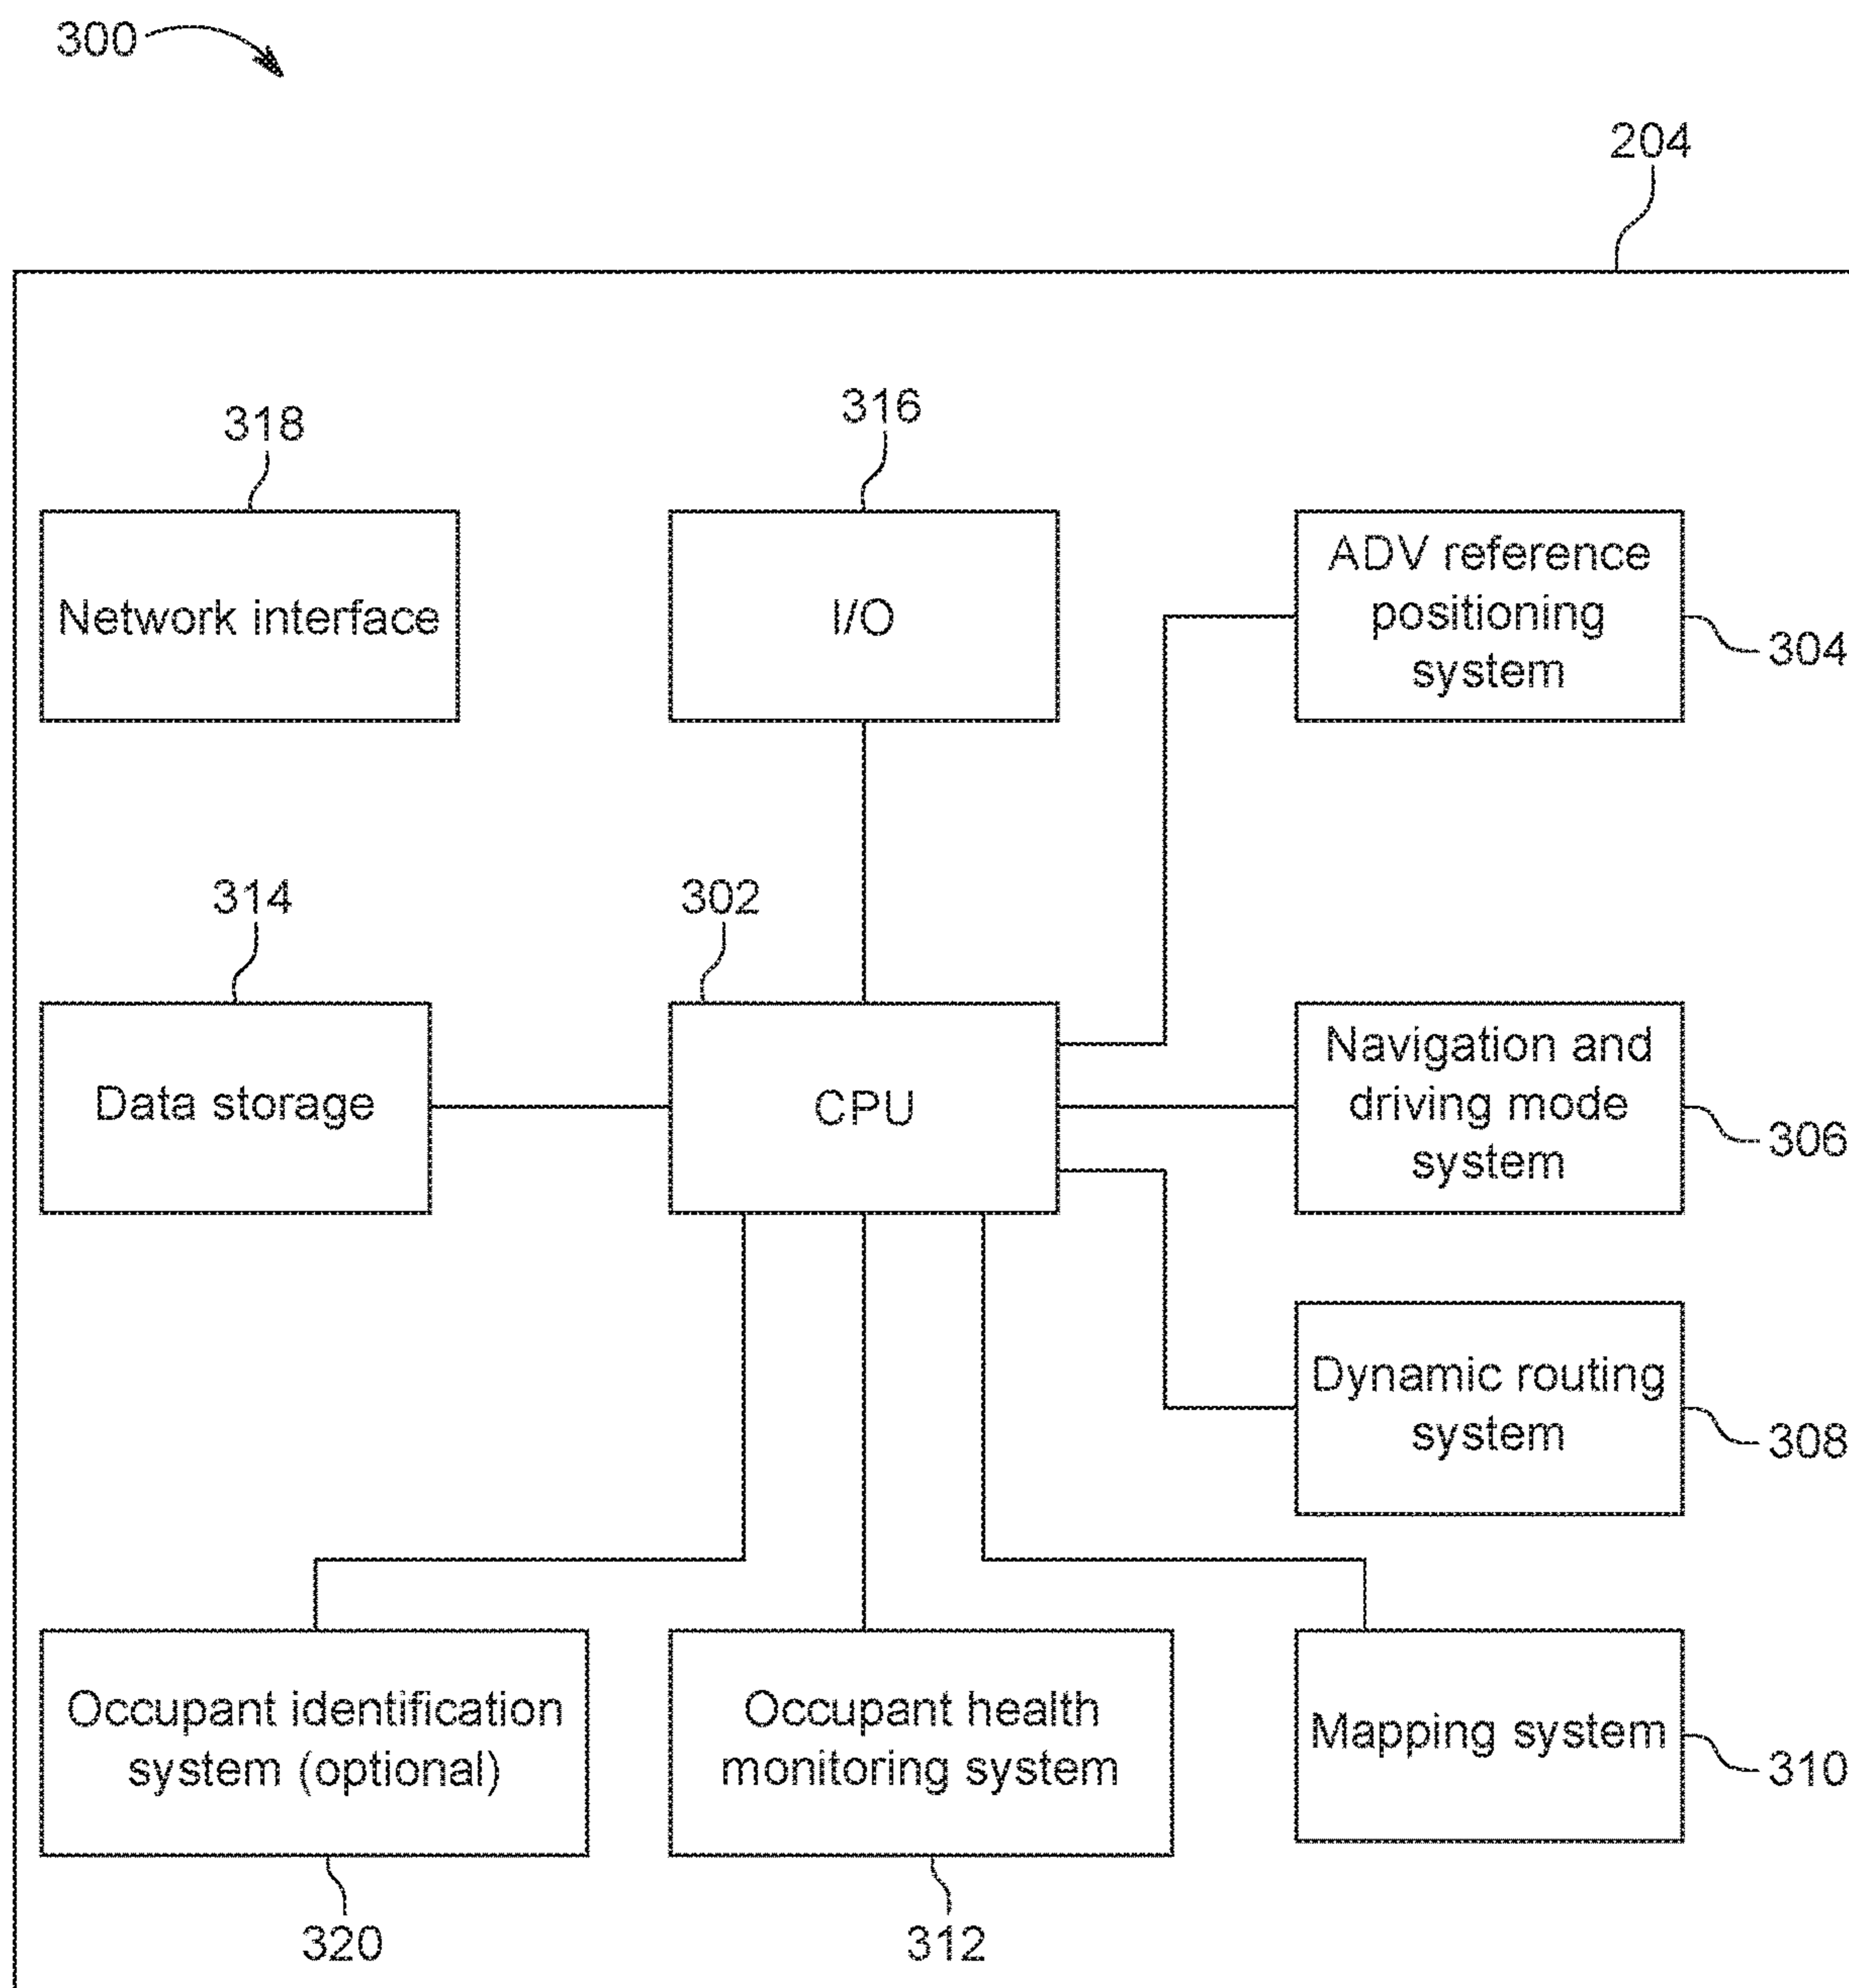 300
204
318
316
Network interface
I/O
ADV reference
positioning
system
304
314
302
Data storage
CPU
Navigation and
driving mode
system
306
Dynamic routing
system
308
Occupant identification
system (optional)
Occupant health
monitoring system
Mapping system
310
320
312